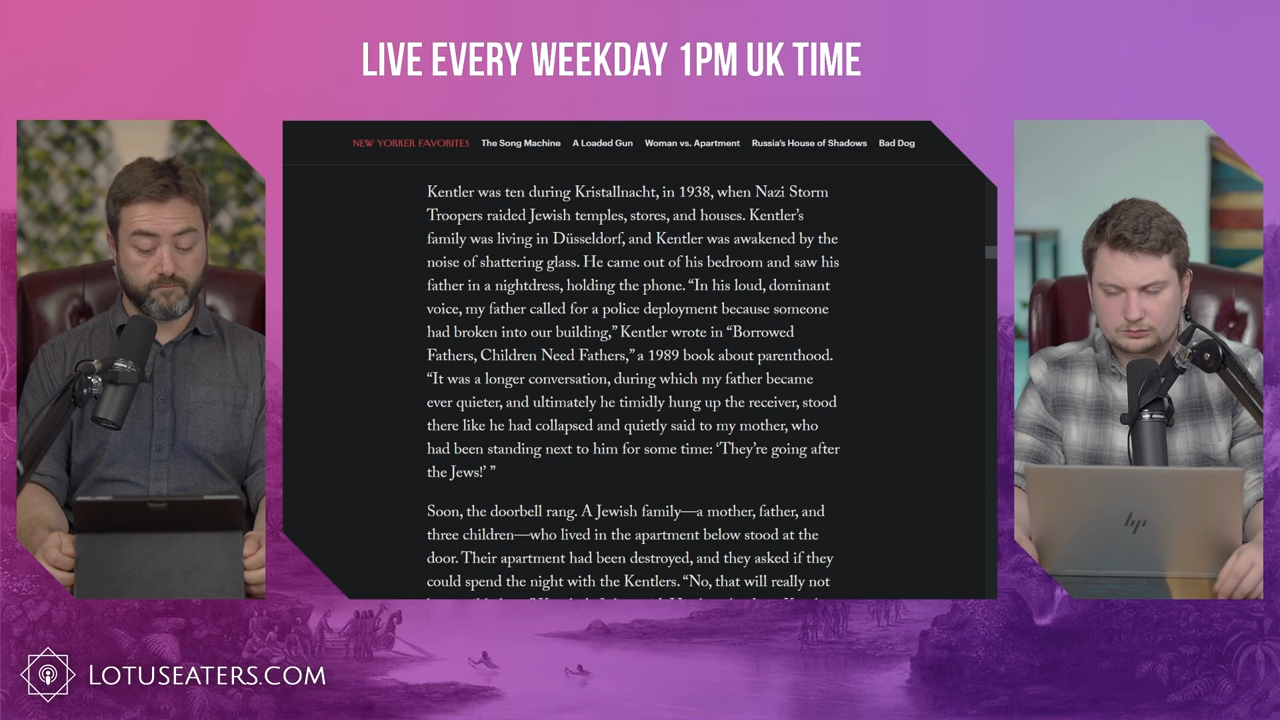 LIVE EVERY WEEKDAY 1PM UK TIME
NEW YORKER FAVORITES The Song Machine A Loaded Gun Woman vs. Apartment Russia's House of Shadows Bad Dog
Kentler was ten during Kristallnacht, in 1938, when Nazi Storm
Troopers raided Jewish temples, stores, and houses. Kentler's
family was living in Düsseldorf, and Kentler was awakened by the
noise of shattering glass. He came out of his bedroom and saw his
father in a nightdress, holding the phone. “In his loud, dominant
voice, my father called for a police deployment because someone
had broken into our building,” Kentler wrote in “Borrowed
Fathers, Children Need Fathers,” a 1989 book about parenthood.
“It was a longer conversation, during which my father became
ever quieter, and ultimately he timidly hung up the receiver, stood
there like he had collapsed and quietly said to my mother, who
had been standing next to him for some time: ‘They're going after
the Jews!’ ”
Soon, the doorbell rang. A Jewish family—a mother, father, and
three children—who lived in the apartment below stood at the
door. Their apartment had been destroyed, and they asked if they
could spend the night with the Kentlers. “No, that will really not
hp
LOTUSEATERS.COM